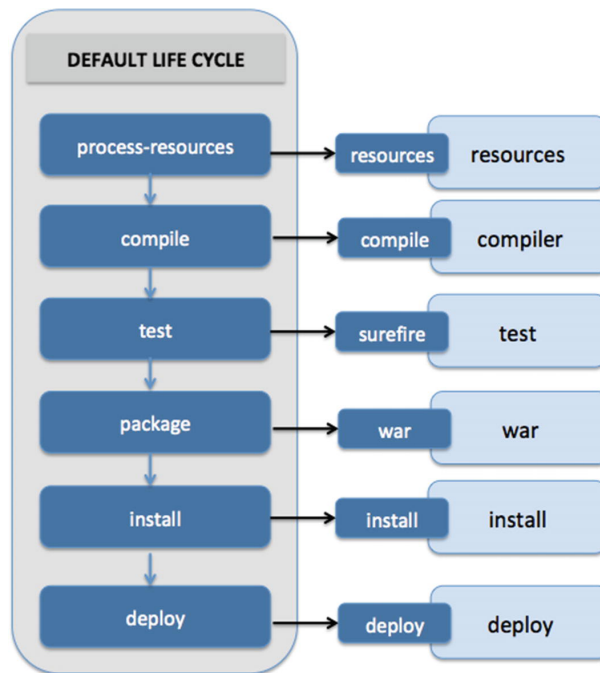 DEFAULT LIFE CYCLE
process-resources resources resources
compile compile compiler
test surefire test
package war war
install install install
deploy deploy deploy